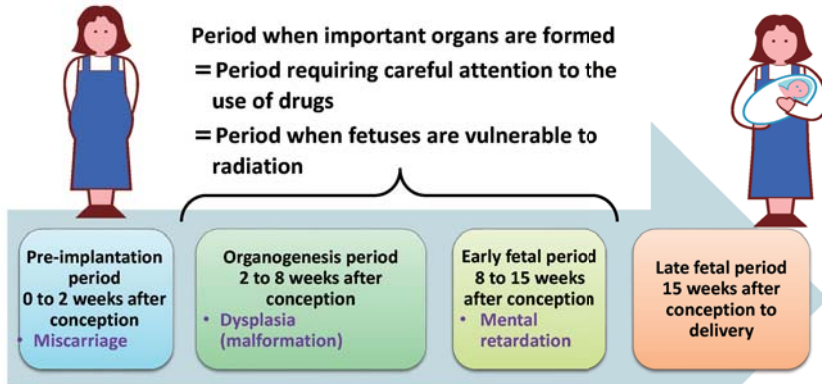 Period when important organs are formed
= Period requiring careful attention to the
use of drugs
= Period when fetuses are vulnerable to
radiation
Pre-implantation
period
0 to 2 weeks after
conception
• Miscarriage
Organogenesis period
2 to 8 weeks after
conception
• Dysplasia
(malformation)
Early fetal period
8 to 15 weeks
after conception
• Mental
retardation
Late fetal period
15 weeks after
conception to
delivery